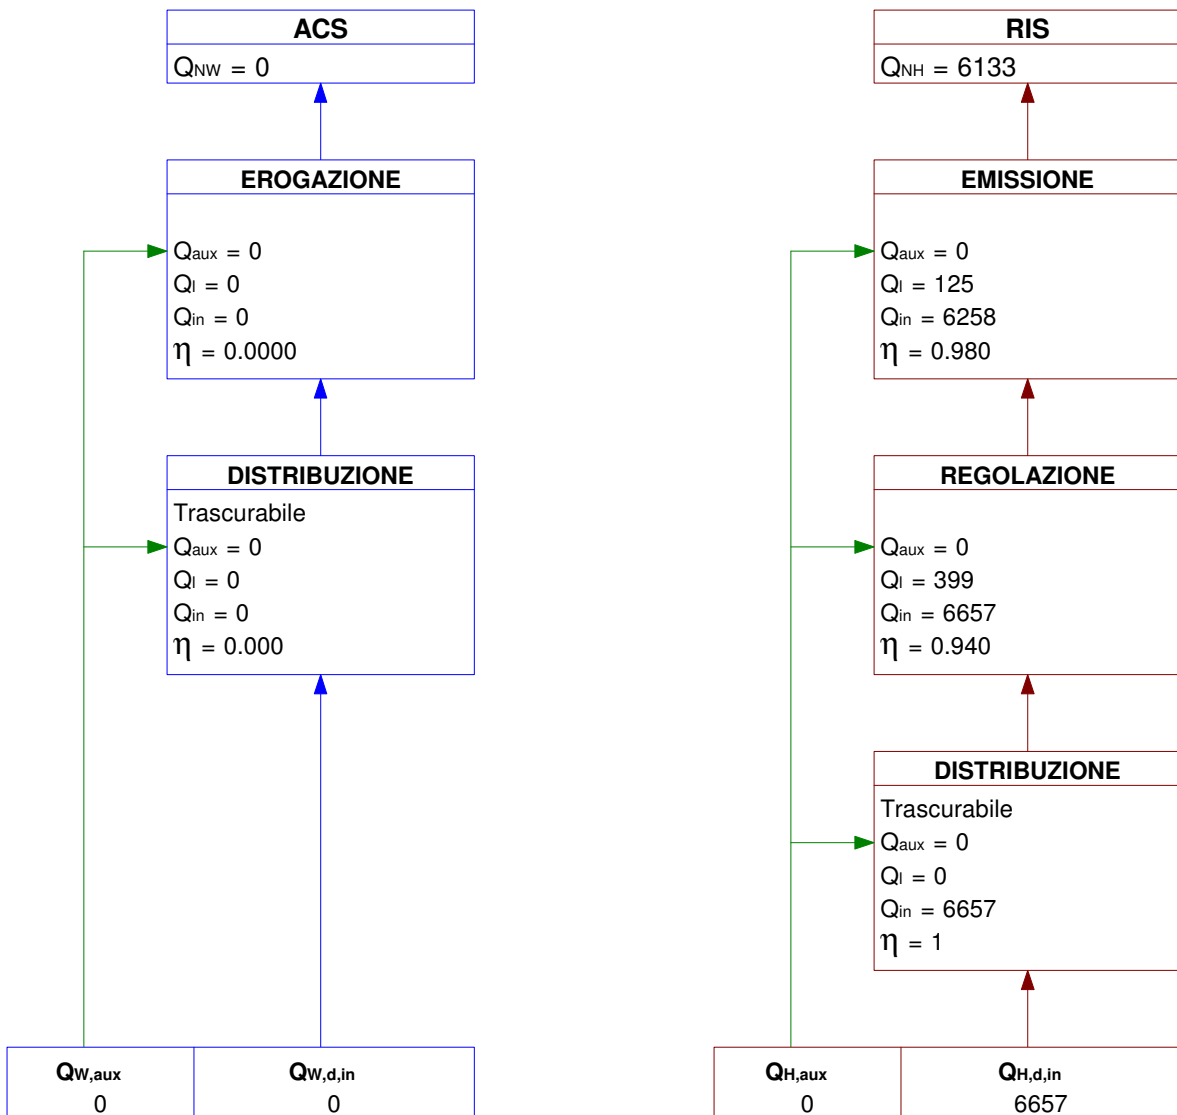 ACS
QNW = 0
EROGAZIONE
Qaux = 0
Ql = 0
Qin = 0
η = 0.0000
DISTRIBUZIONE
Trascurabile
Qaux = 0
Ql = 0
Qin = 0
η = 0.000
QW,aux
0
QW,d,in
0
RIS
QNH = 6133
EMISSIONE
Qaux = 0
Ql = 125
Qin = 6258
η = 0.980
REGOLAZIONE
Qaux = 0
Ql = 399
Qin = 6657
η = 0.940
DISTRIBUZIONE
Trascurabile
Qaux = 0
Ql = 0
Qin = 6657
η = 1
QH,aux
0
QH,d,in
6657